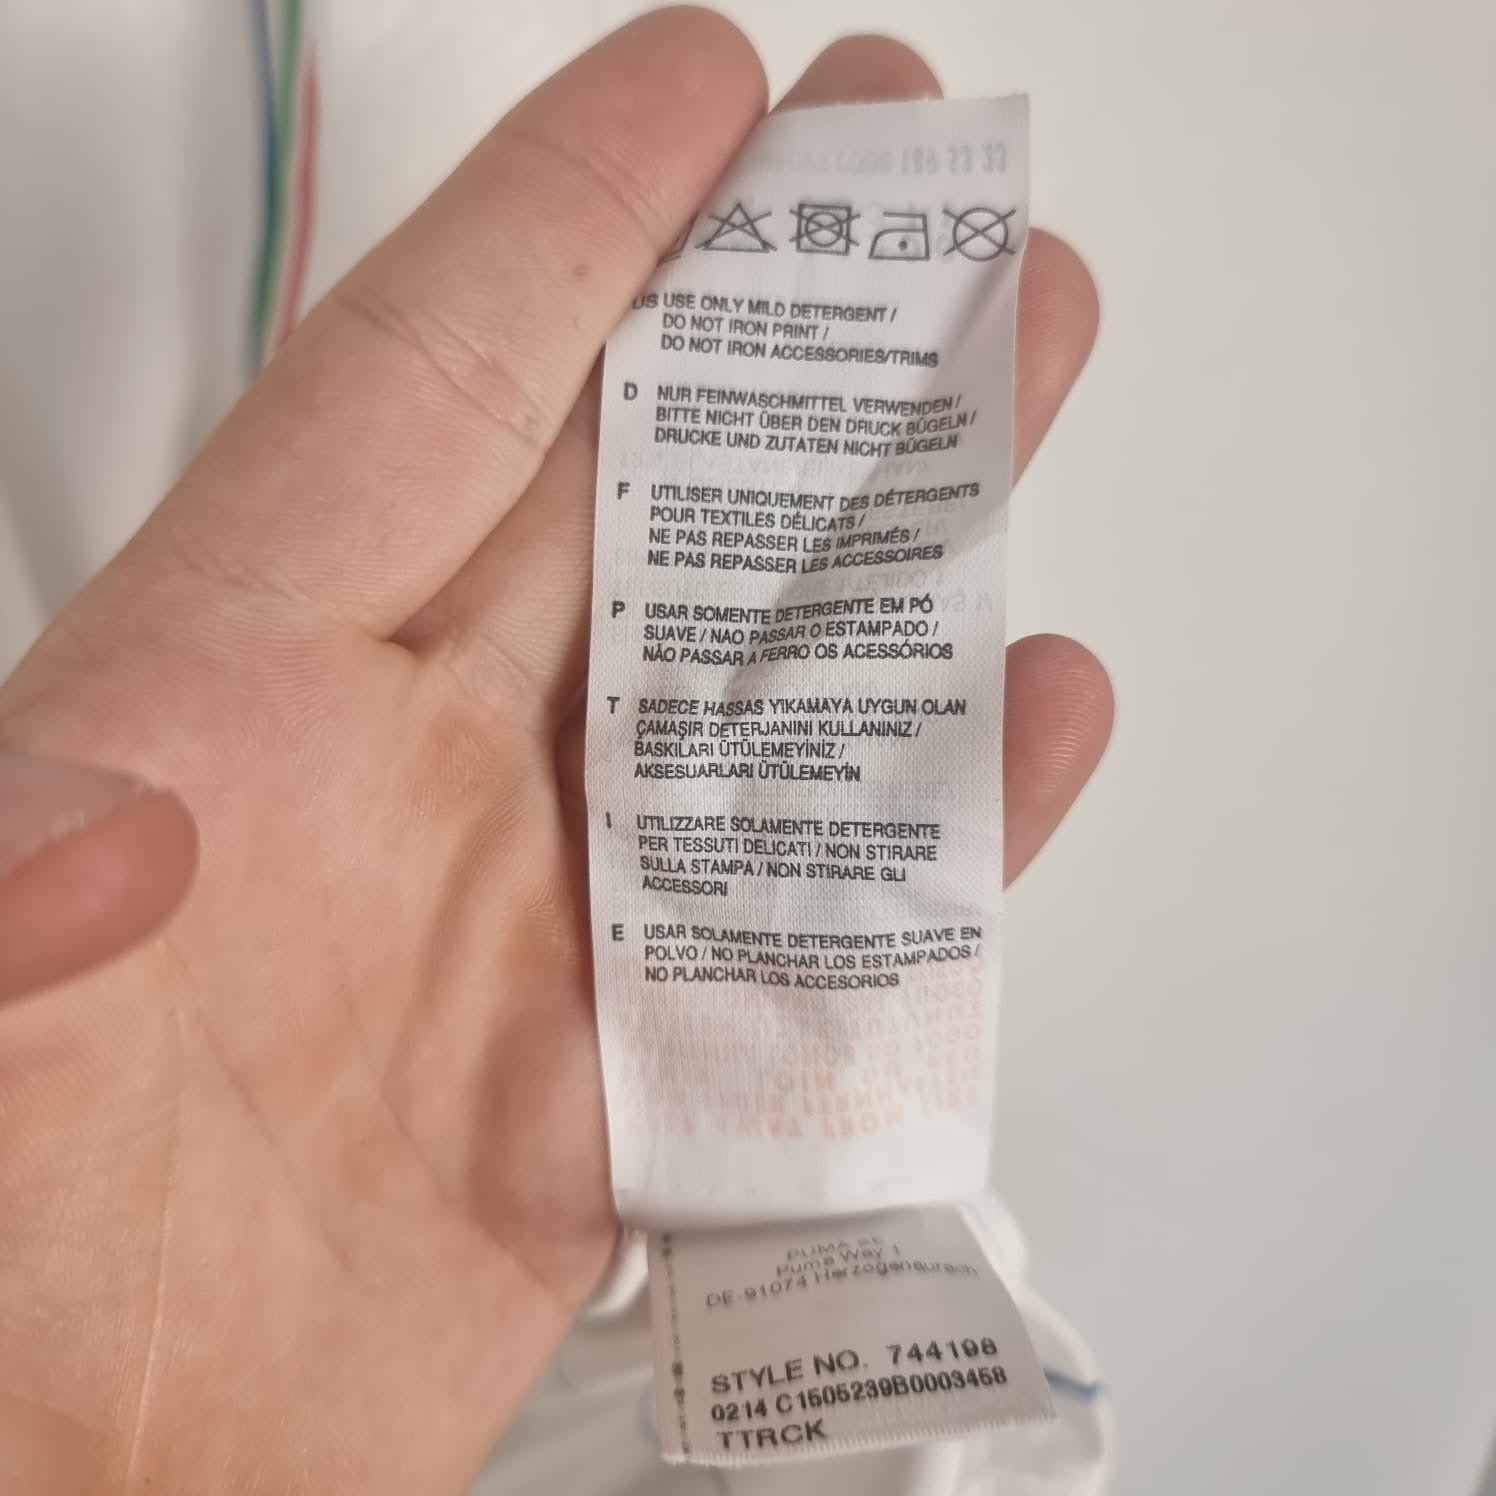 CODE 196 23 33
US USE ONLY MILD DETERGENT /
DO NOT IRON PRINT /
DO NOT IRON ACCESSORIES/TRIMS
D NUR FEINWASCHMITTEL VERWENDEN /
BITTE NICHT ÜBER DEN DRUCK BÜGELN /
DRUCKE UND ZUTATEN NICHT BÜGELN
F UTILISER UNIQUEMENT DES DÉTERGENTS
POUR TEXTILES DÉLICATS /
NE PAS REPASSER LES IMPRIMÉS /
NE PAS REPASSER LES ACCESSOIRES
P USAR SOMENTE DETERGENTE EM PÓ
SUAVE / NAO PASSAR O ESTAMPADO /
NÃO PASSAR A FERRO OS ACESSÓRIOS
T SADECE HASSAS YIKAMAYA UYGUN OLAN
ÇAMAŞIR DETERJANINI KULLANINIZ /
BASKILARI ÜTÜLEMEYİNİZ /
AKSESUARLARI ÜTÜLEMEYİN
I UTILIZZARE SOLAMENTE DETERGENTE
PER TESSUTI DELICATI / NON STIRARE
SULLA STAMPA / NON STIRARE GLI
ACCESSORI
E USAR SOLAMENTE DETERGENTE SUAVE EN
POLVO / NO PLANCHAR LOS ESTAMPADOS /
NO PLANCHAR LOS ACCESORIOS
PUMA SE
Puma Way 1
DE-91074 Herzogenaurach
STYLE NO. 744198
0214 C1505239B0003458
TTRCK